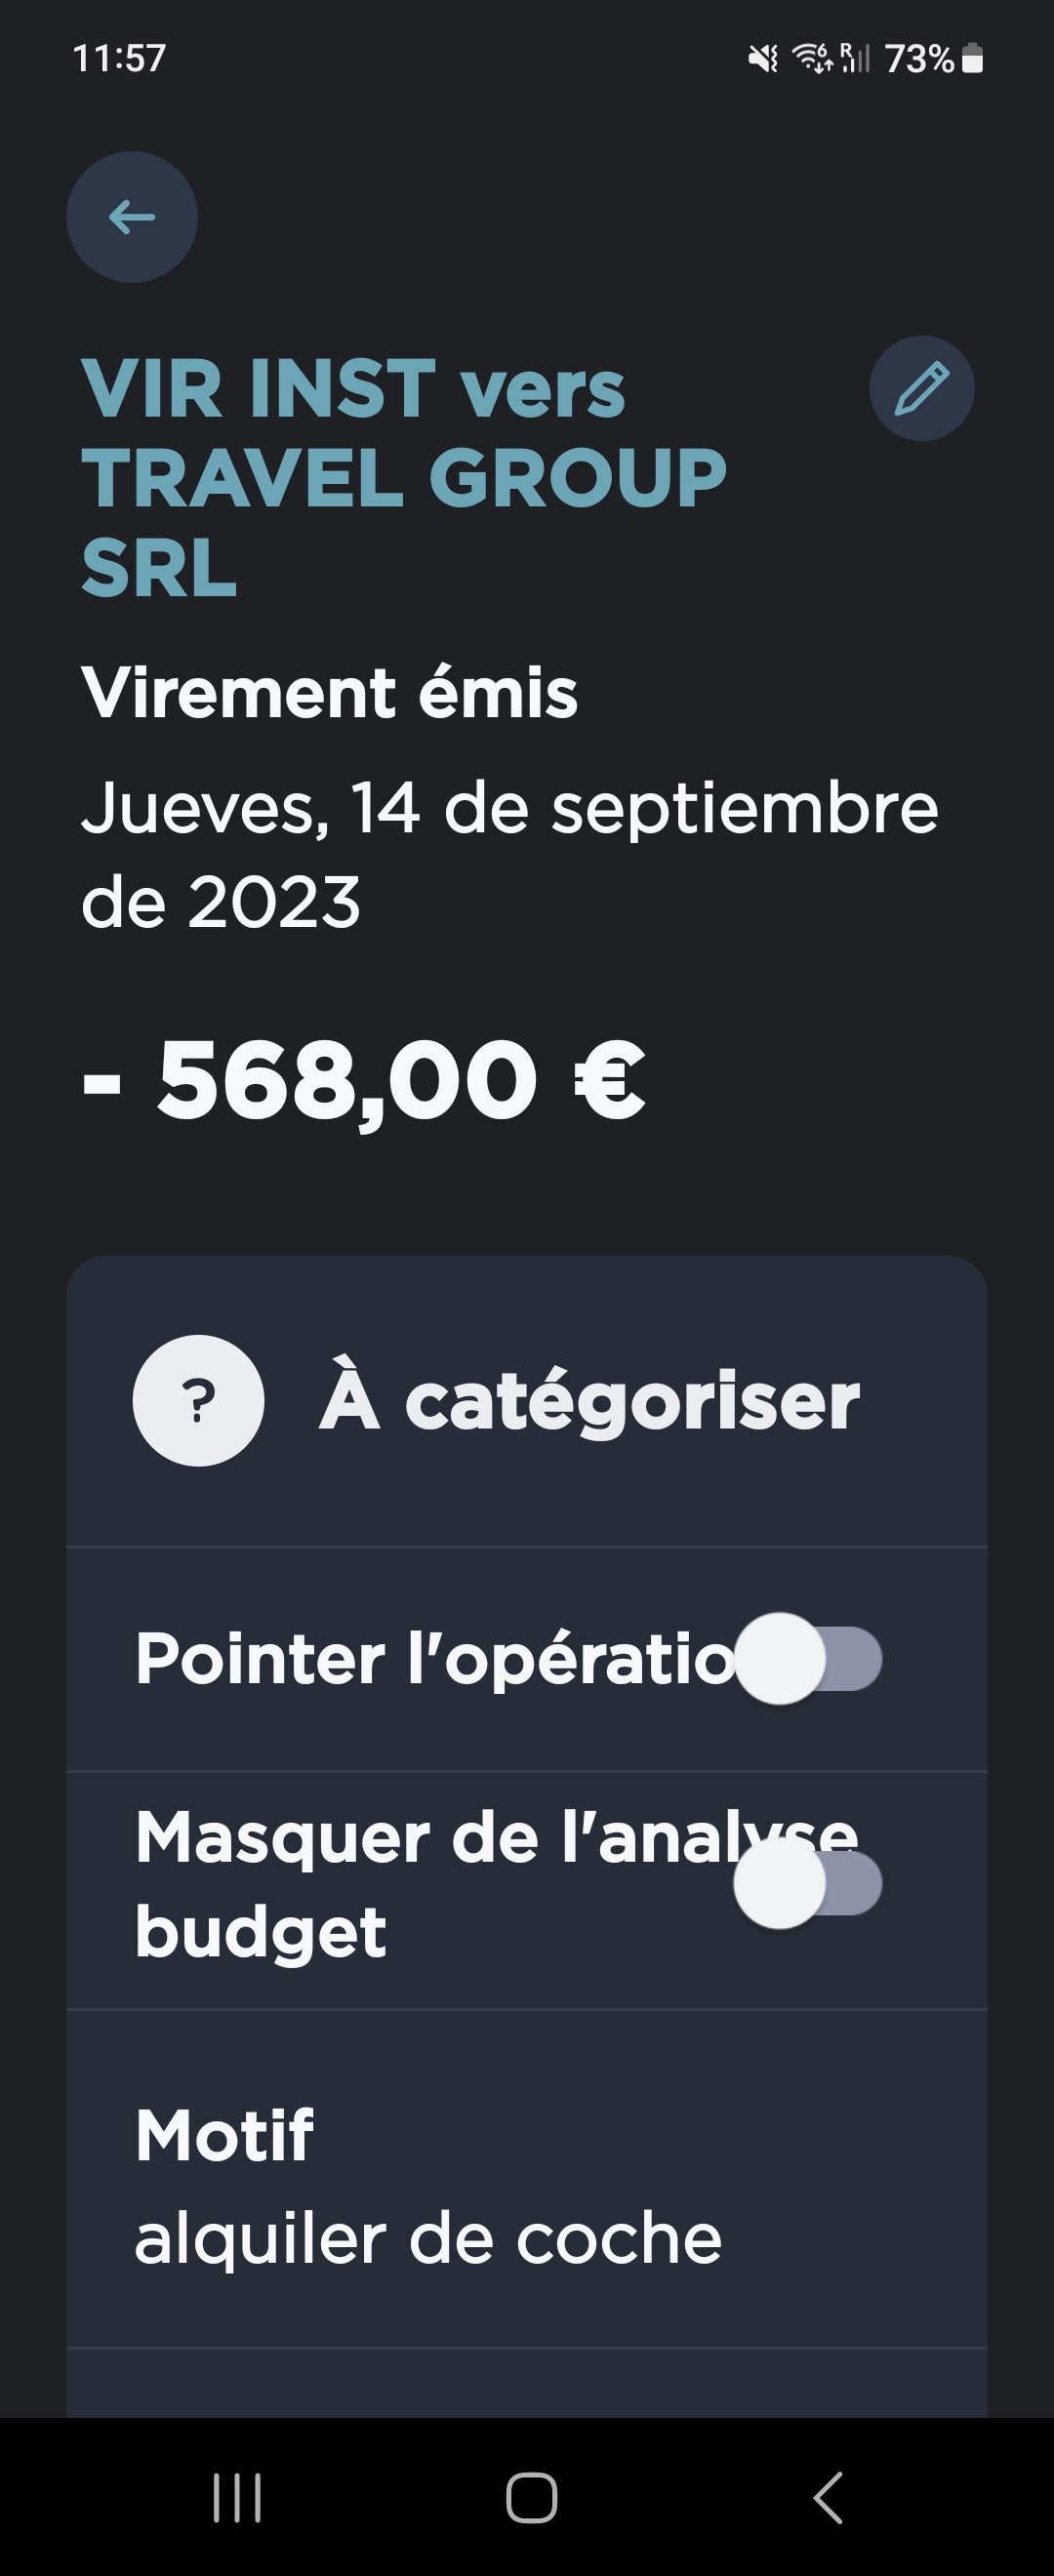 11:57
R 73%
VIR INST vers
TRAVEL GROUP
SRL
Virement émis
Jueves, 14 de septiembre
de 2023
- 568,00 €
? À catégoriser
Pointer l'opératio
Masquer de l'analyse
budget
Motif
alquiler de coche